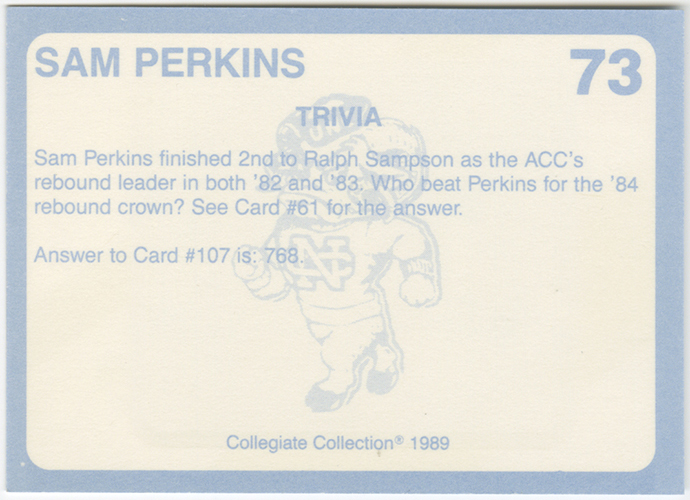 SAM PERKINS 73
TRIVIA
Sam Perkins finished 2nd to Ralph Sampson as the ACC's
rebound leader in both '82 and '83. Who beat Perkins for the '84
rebound crown? See Card #61 for the answer.
Answer to Card #107 is: 768.
UNC
NC
Collegiate Collection® 1989